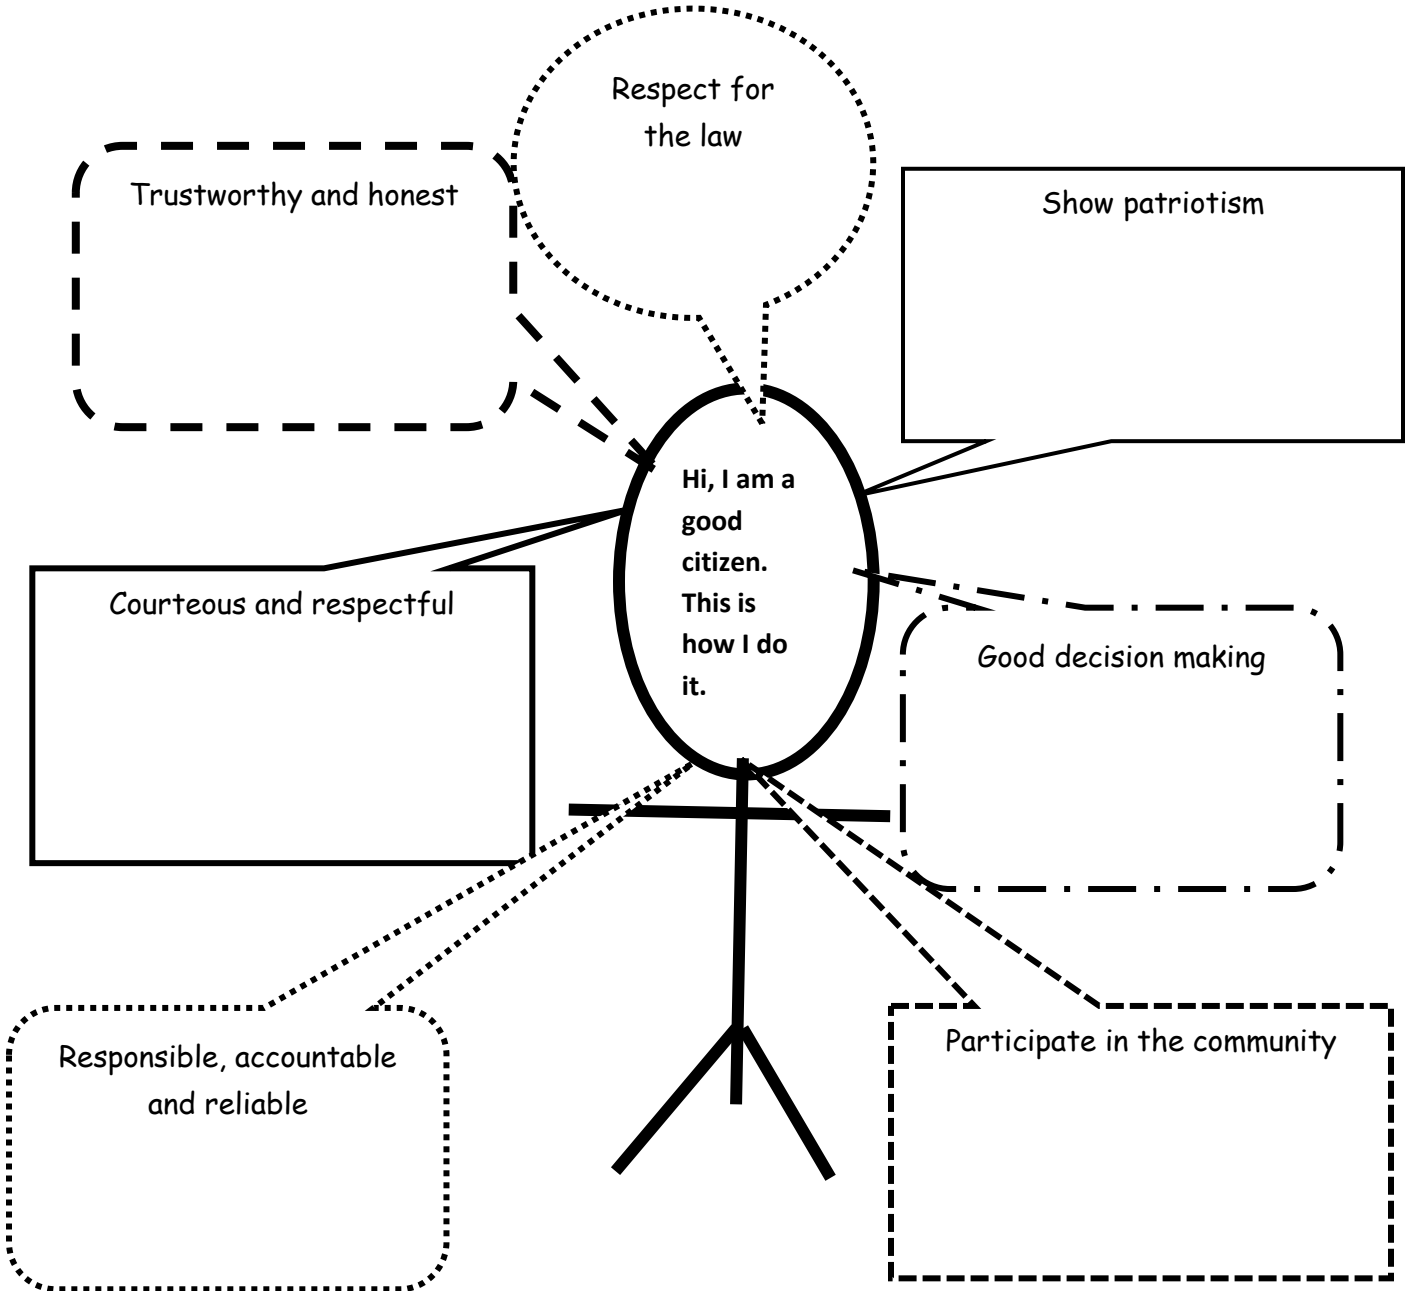 Respect for
the law
Trustworthy and honest
Show patriotism
Hi, I am a
good
citizen.
This is
how I do
it.
Courteous and respectful
Good decision making
Responsible, accountable
and reliable
Participate in the community